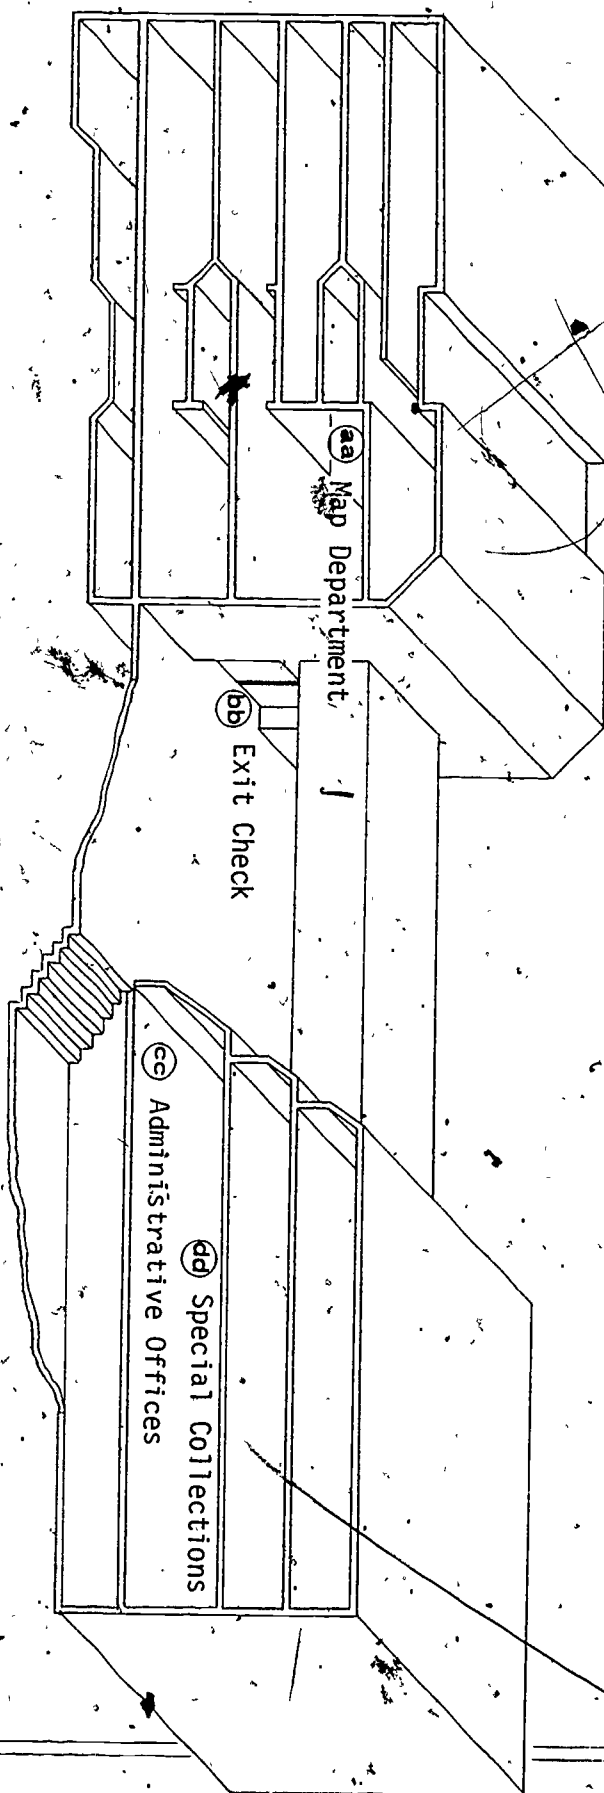 aa Map Department
bb Exit Check
cc Administrative Offices
dd Special Collections